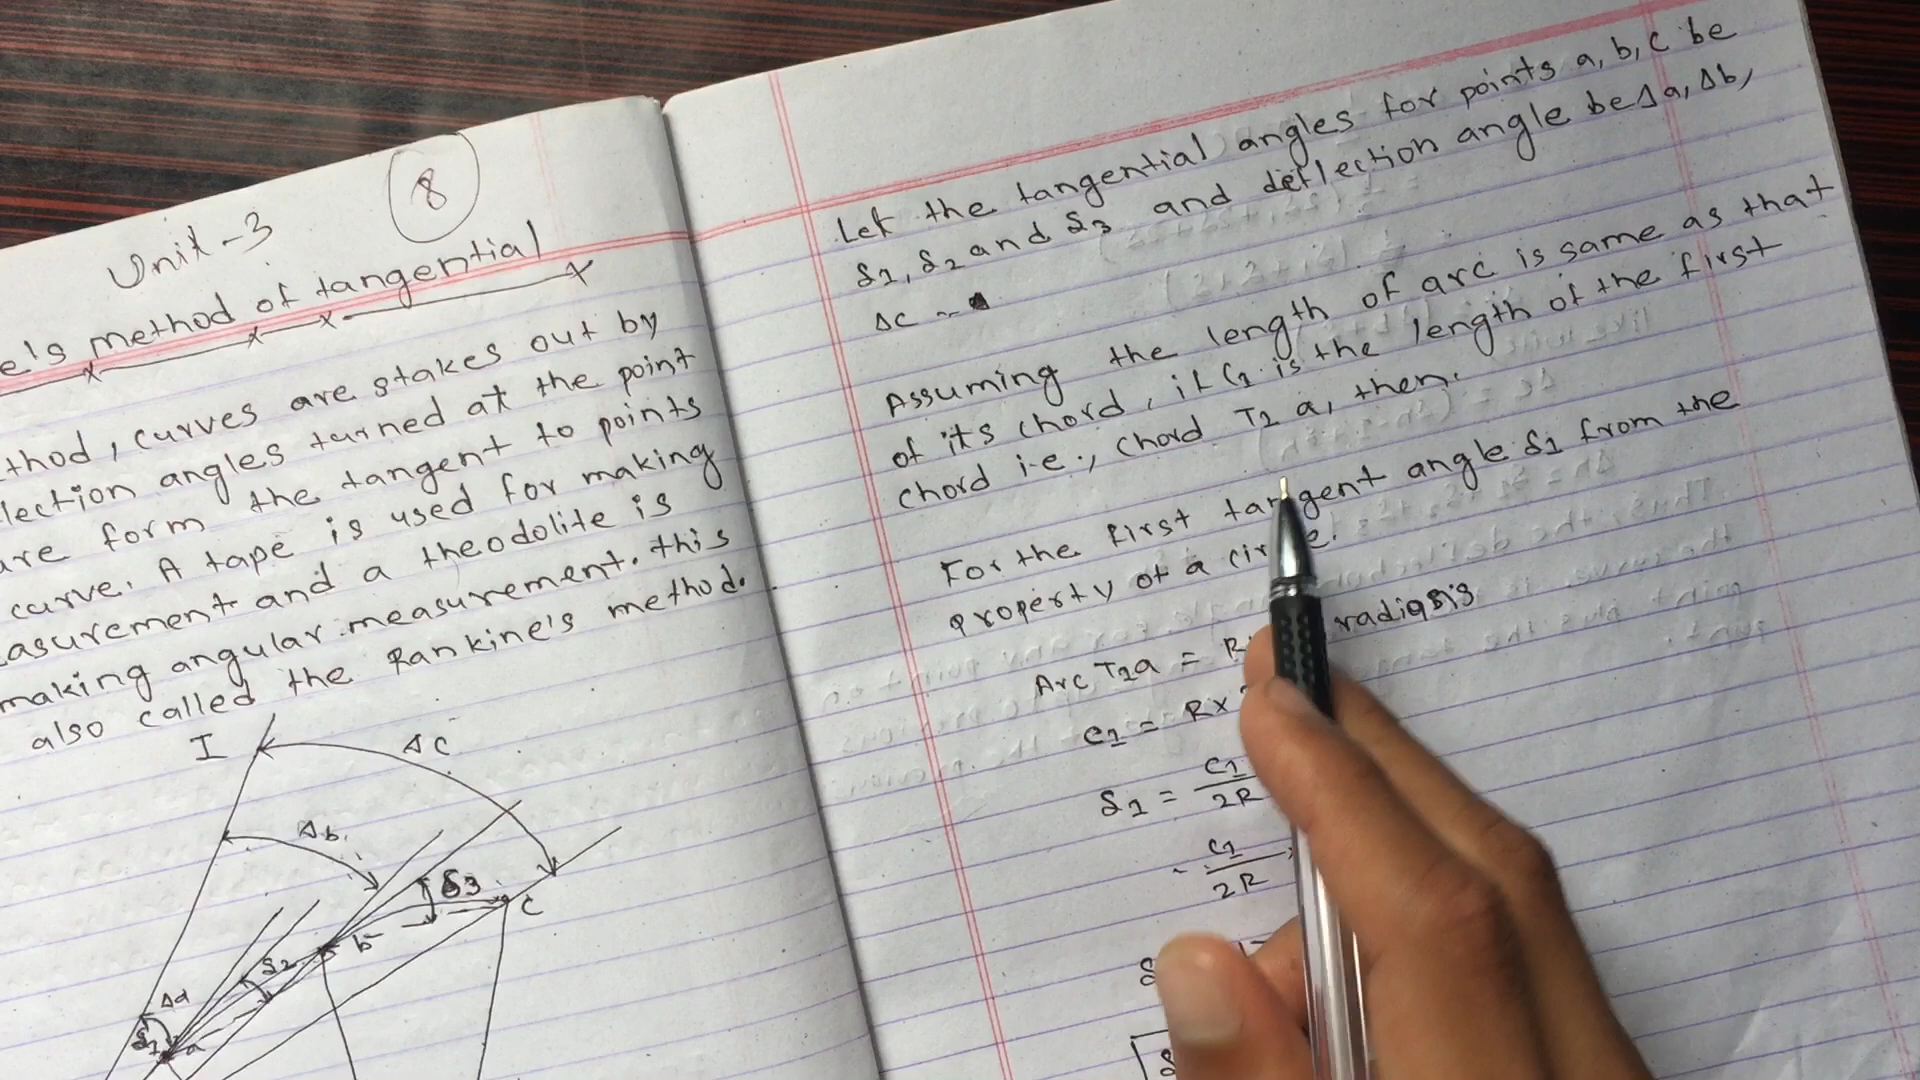 Unit-3
8
e's method of tangential
thod, curves are stakes out by
lection angles turned at the point
are form the tangent to points
curve. A tape is used for making
asurement and a theodolite is
making angular measurement. this
also called the Rankine's method.
I
Δc
Δb.
δ3
c
b
δ2
Δa
δ1
a
Let the tangential angles for points a, b, c be
δ1, δ2 and δ3 and deflection angle be Δa, Δb,
Δc
Assuming the length of arc is same as that
of its chord, if C1 is the length of the first
chord i.e., chord T1 a, then.
For the first tangent angle δ1 from the
property of a
Arc T1a = R radians
c1 = Rx
δ1 = c1
2R
c1
2R